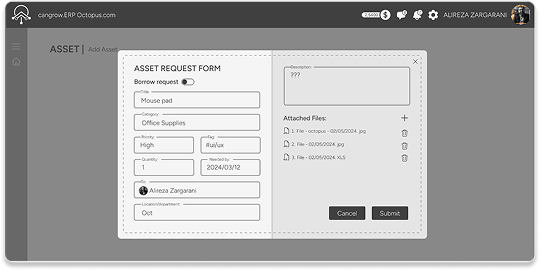 cangrow.ERP Octopus.com
ALIREZA ZARGARANI
ASSET | Add Asset
ASSET REQUEST FORM
Borrow request
Title
Mouse pad
Category
Office Supplies
Priority
High
Tag
#ui/ux
Quantity
1
Needed by
2024/03/12
Alireza Zargarani
Location/department
Oct
Description
???
Attached Files:
1. File - octopus - 02/05/2024. jpg
2. File - 02/05/2024. jpg
3. File - 02/05/2024. XLS
Cancel
Submit